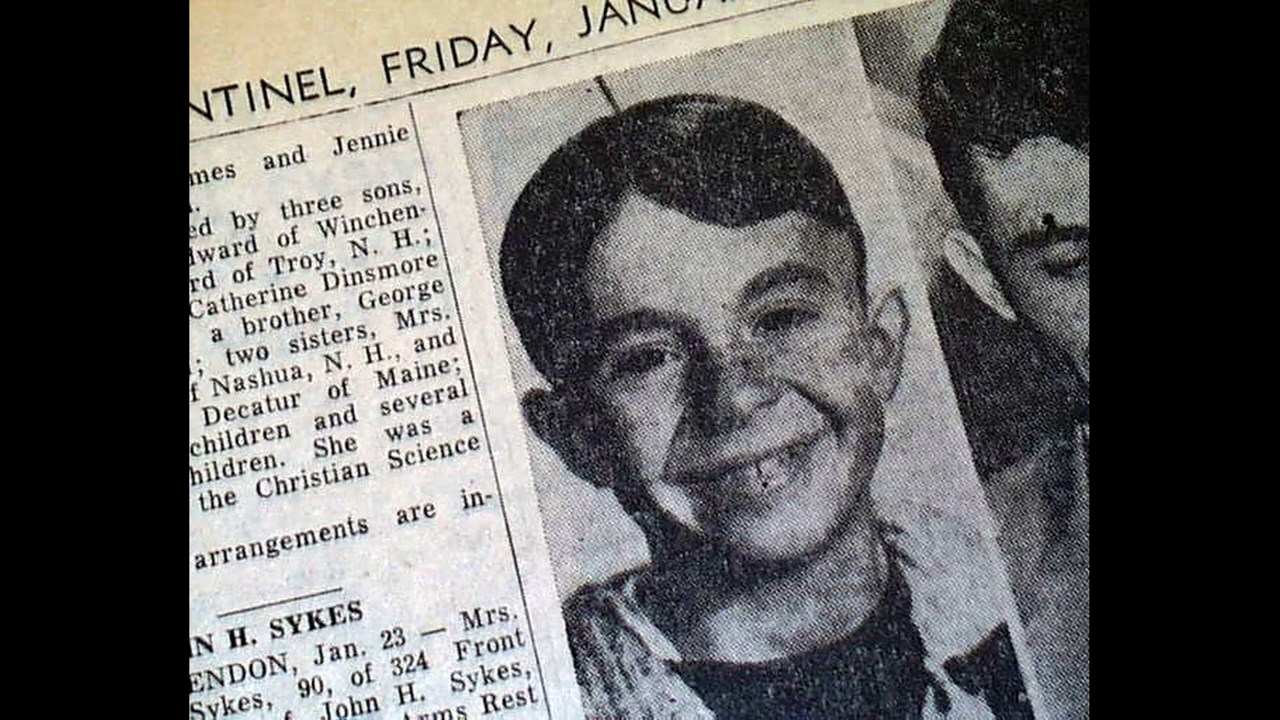 NTINEL, FRIDAY, JANUA
mes and Jennie
ed by three sons,
dward of Winchen-
rd of Troy, N. H.;
Catherine Dinsmore
a brother, George
; two sisters, Mrs.
f Nashua, N. H., and
Decatur of Maine;
children and several
hildren. She was a
the Christian Science
arrangements are in-
N H. SYKES
ENDON, Jan. 23 — Mrs.
Sykes, 90, of 324 Front
John H. Sykes,
Arms Rest